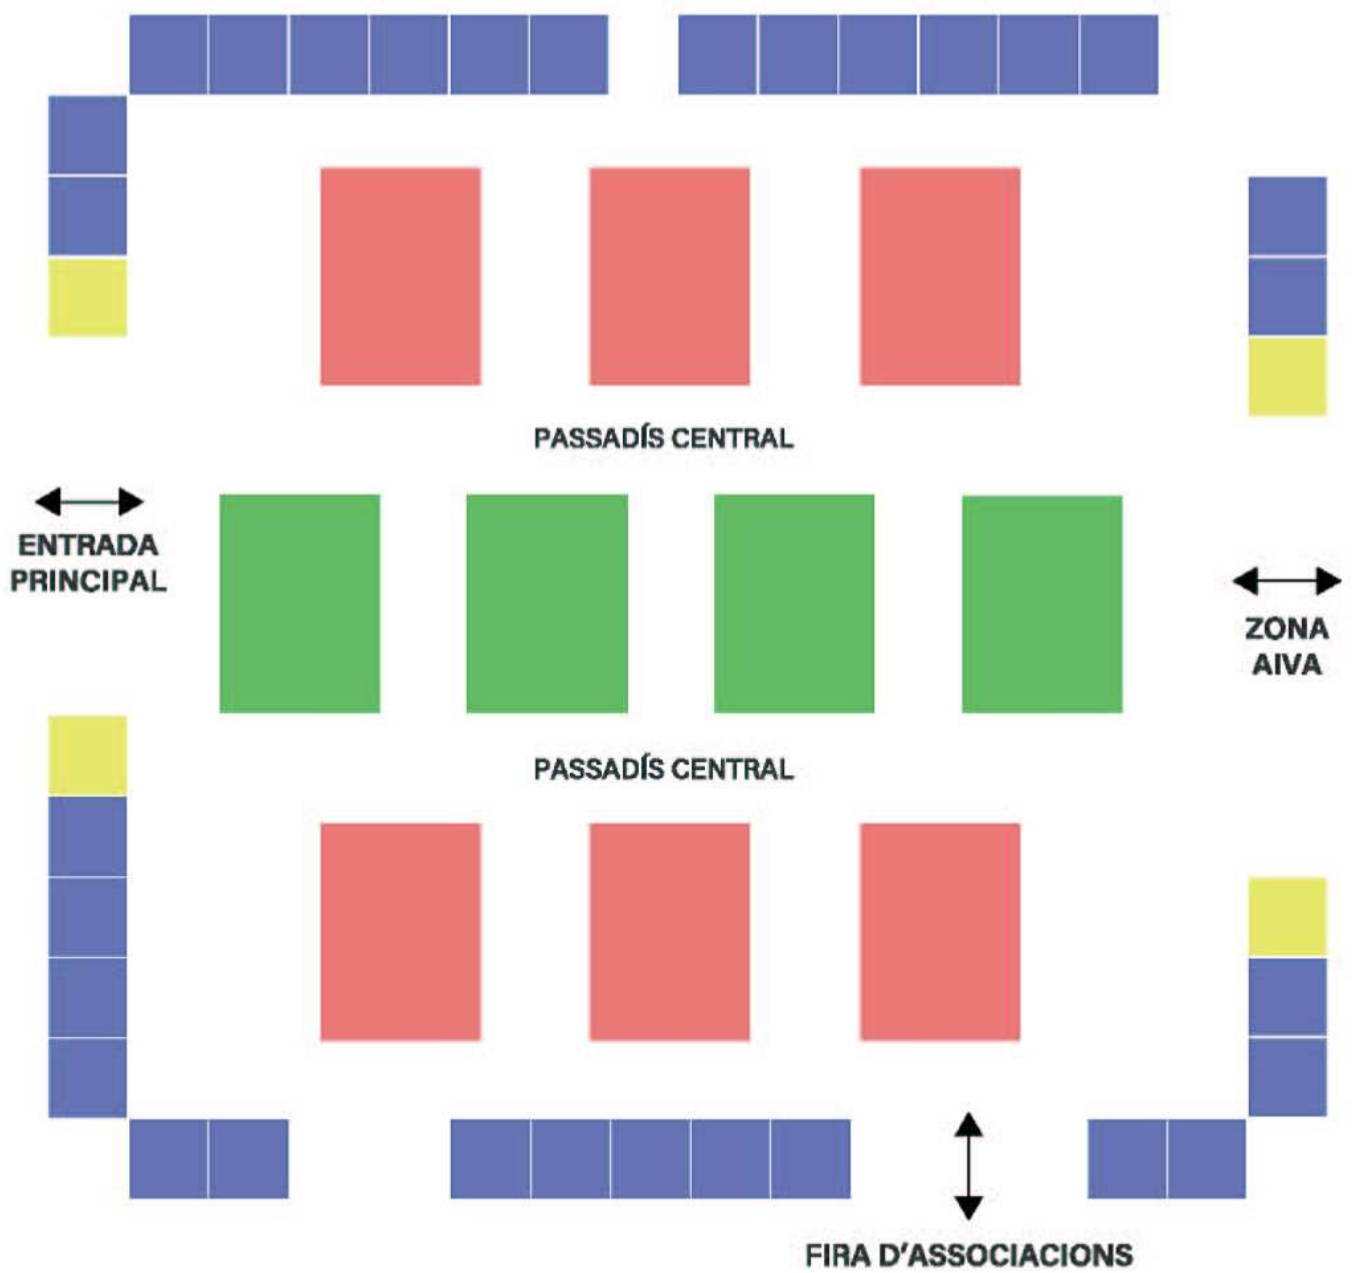 PASSADÍS CENTRAL
ENTRADA
PRINCIPAL
ZONA
AIVA
PASSADÍS CENTRAL
FIRA D'ASSOCIACIONS